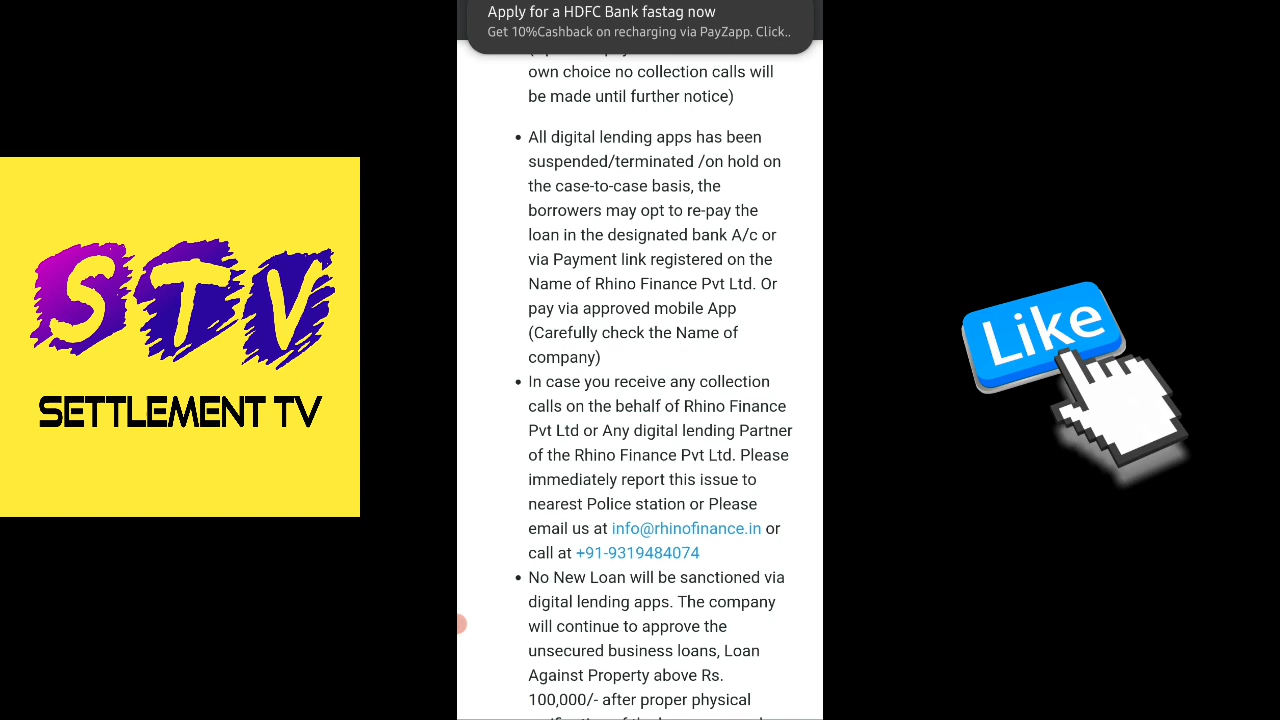 Apply for a HDFC Bank fastag now
Get 10%Cashback on recharging via PayZapp. Click..
own choice no collection calls will
be made until further notice)
• All digital lending apps has been
suspended/terminated /on hold on
the case-to-case basis, the
borrowers may opt to re-pay the
loan in the designated bank A/c or
via Payment link registered on the
Name of Rhino Finance Pvt Ltd. Or
pay via approved mobile App
(Carefully check the Name of
company)
• In case you receive any collection
calls on the behalf of Rhino Finance
Pvt Ltd or Any digital lending Partner
of the Rhino Finance Pvt Ltd. Please
immediately report this issue to
nearest Police station or Please
email us at info@rhinofinance.in or
call at +91-9319484074
• No New Loan will be sanctioned via
digital lending apps. The company
will continue to approve the
unsecured business loans, Loan
Against Property above Rs.
100,000/- after proper physical
STV
SETTLEMENT TV
Like